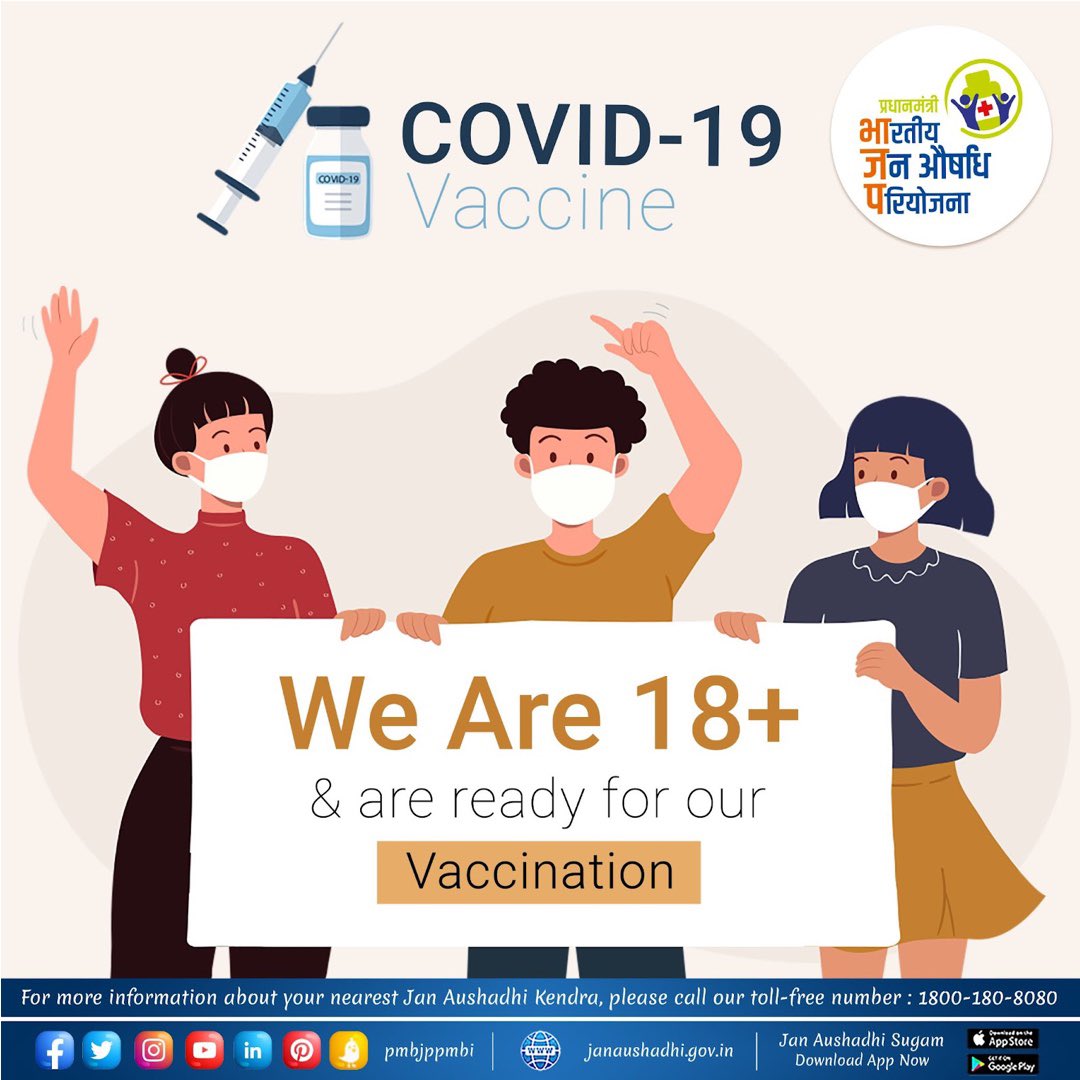 COVID-19
COVID-19
Vaccine
प्रधानमंत्री
भारतीय
जन औषधि
परियोजना
We Are 18+
& are ready for our
Vaccination
For more information about your nearest Jan Aushadhi Kendra, please call our toll-free number : 1800-180-8080
pmbjppmbi
www
janaushadhi.gov.in
Jan Aushadhi Sugam
Download App Now
Download on the
App Store
GET IT ON
Google Play